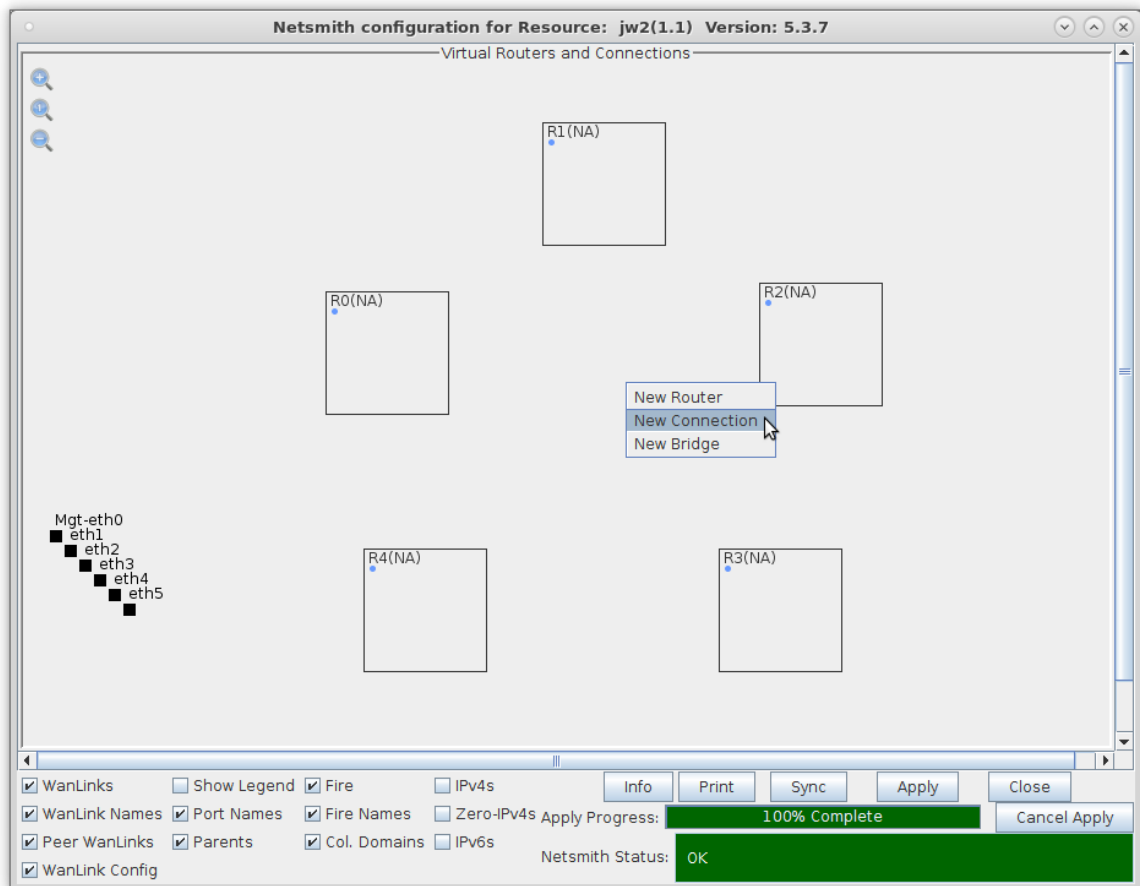 Netsmith configuration for Resource:  jw2(1.1)  Version: 5.3.7
Virtual Routers and Connections
R1(NA)
R0(NA)
R2(NA)
New Router
New Connection
New Bridge
Mgt-eth0
eth1
eth2
eth3
eth4
eth5
R4(NA)
R3(NA)
WanLinks Show Legend Fire IPv4s Info Print Sync Apply Close
WanLink Names Port Names Fire Names Zero-IPv4s Apply Progress: 100% Complete Cancel Apply
Peer WanLinks Parents Col. Domains IPv6s
Netsmith Status: OK
WanLink Config